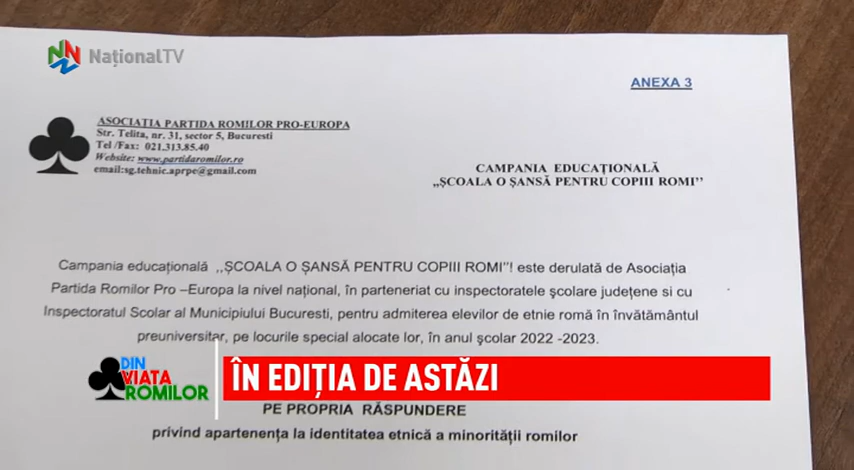 NaționalTV
ANEXA 3
ASOCIAȚIA PARTIDA ROMILOR PRO-EUROPA
Str. Telita, nr. 31, sector 5, Bucuresti
Tel /Fax: 021.313.85.40
Website: www.partidaromilor.ro
email:sg.tehnic.aprpe@gmail.com
CAMPANIA EDUCAȚIONALĂ
„ȘCOALA O ȘANSĂ PENTRU COPIII ROMI’’
Campania educațională ,,ȘCOALA O ȘANSĂ PENTRU COPIII ROMI”! este derulată de Asociația
Partida Romilor Pro –Europa la nivel național, în parteneriat cu inspectoratele școlare județene si cu
Inspectoratul Scolar al Municipiului Bucuresti, pentru admiterea elevilor de etnie romă în învătământul
preuniversitar, pe locurile special alocate lor, în anul școlar 2022 -2023.
DIN
VIAȚA
ROMILOR
ÎN EDIȚIA DE ASTĂZI
PE PROPRIA RĂSPUNDERE
privind apartenența la identitatea etnică a minorității romilor